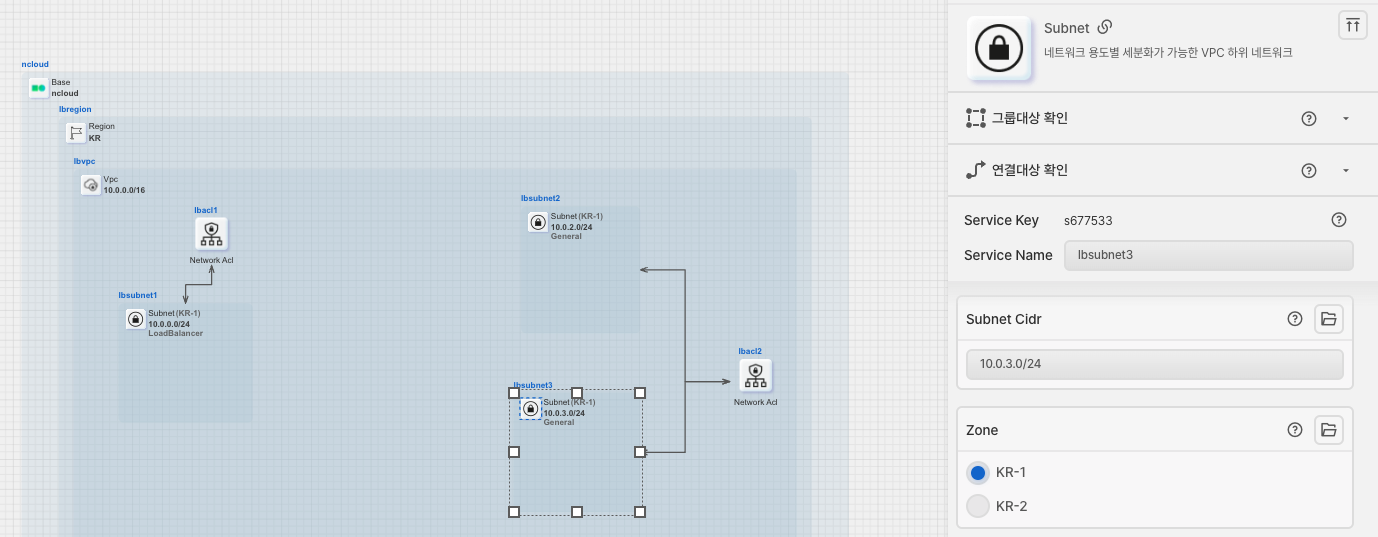 ncloud
Base
ncloud
lbregion
Region
KR
lbvpc
Vpc
10.0.0.0/16
lbacl1
Network Acl
lbsubnet1
Subnet (KR-1)
10.0.0.0/24
LoadBalancer
lbsubnet2
Subnet (KR-1)
10.0.2.0/24
General
lbsubnet3
Subnet (KR-1)
10.0.3.0/24
General
lbacl2
Network Acl
Subnet
네트워크 용도별 세분화가 가능한 VPC 하위 네트워크
그룹대상 확인
연결대상 확인
Service Key s677533
Service Name lbsubnet3
Subnet Cidr
10.0.3.0/24
Zone
KR-1
KR-2